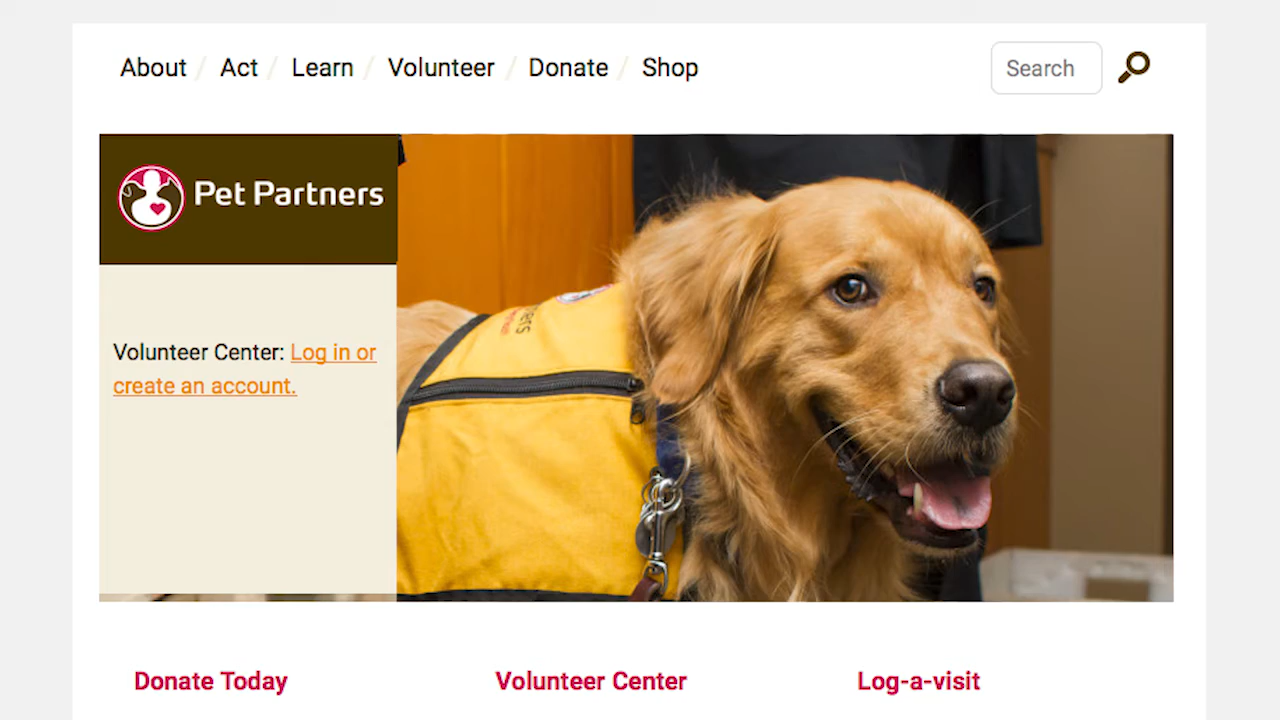 About / Act / Learn / Volunteer / Donate / Shop
Search
Pet Partners
Volunteer Center: Log in or
create an account.
Donate Today
Volunteer Center
Log-a-visit